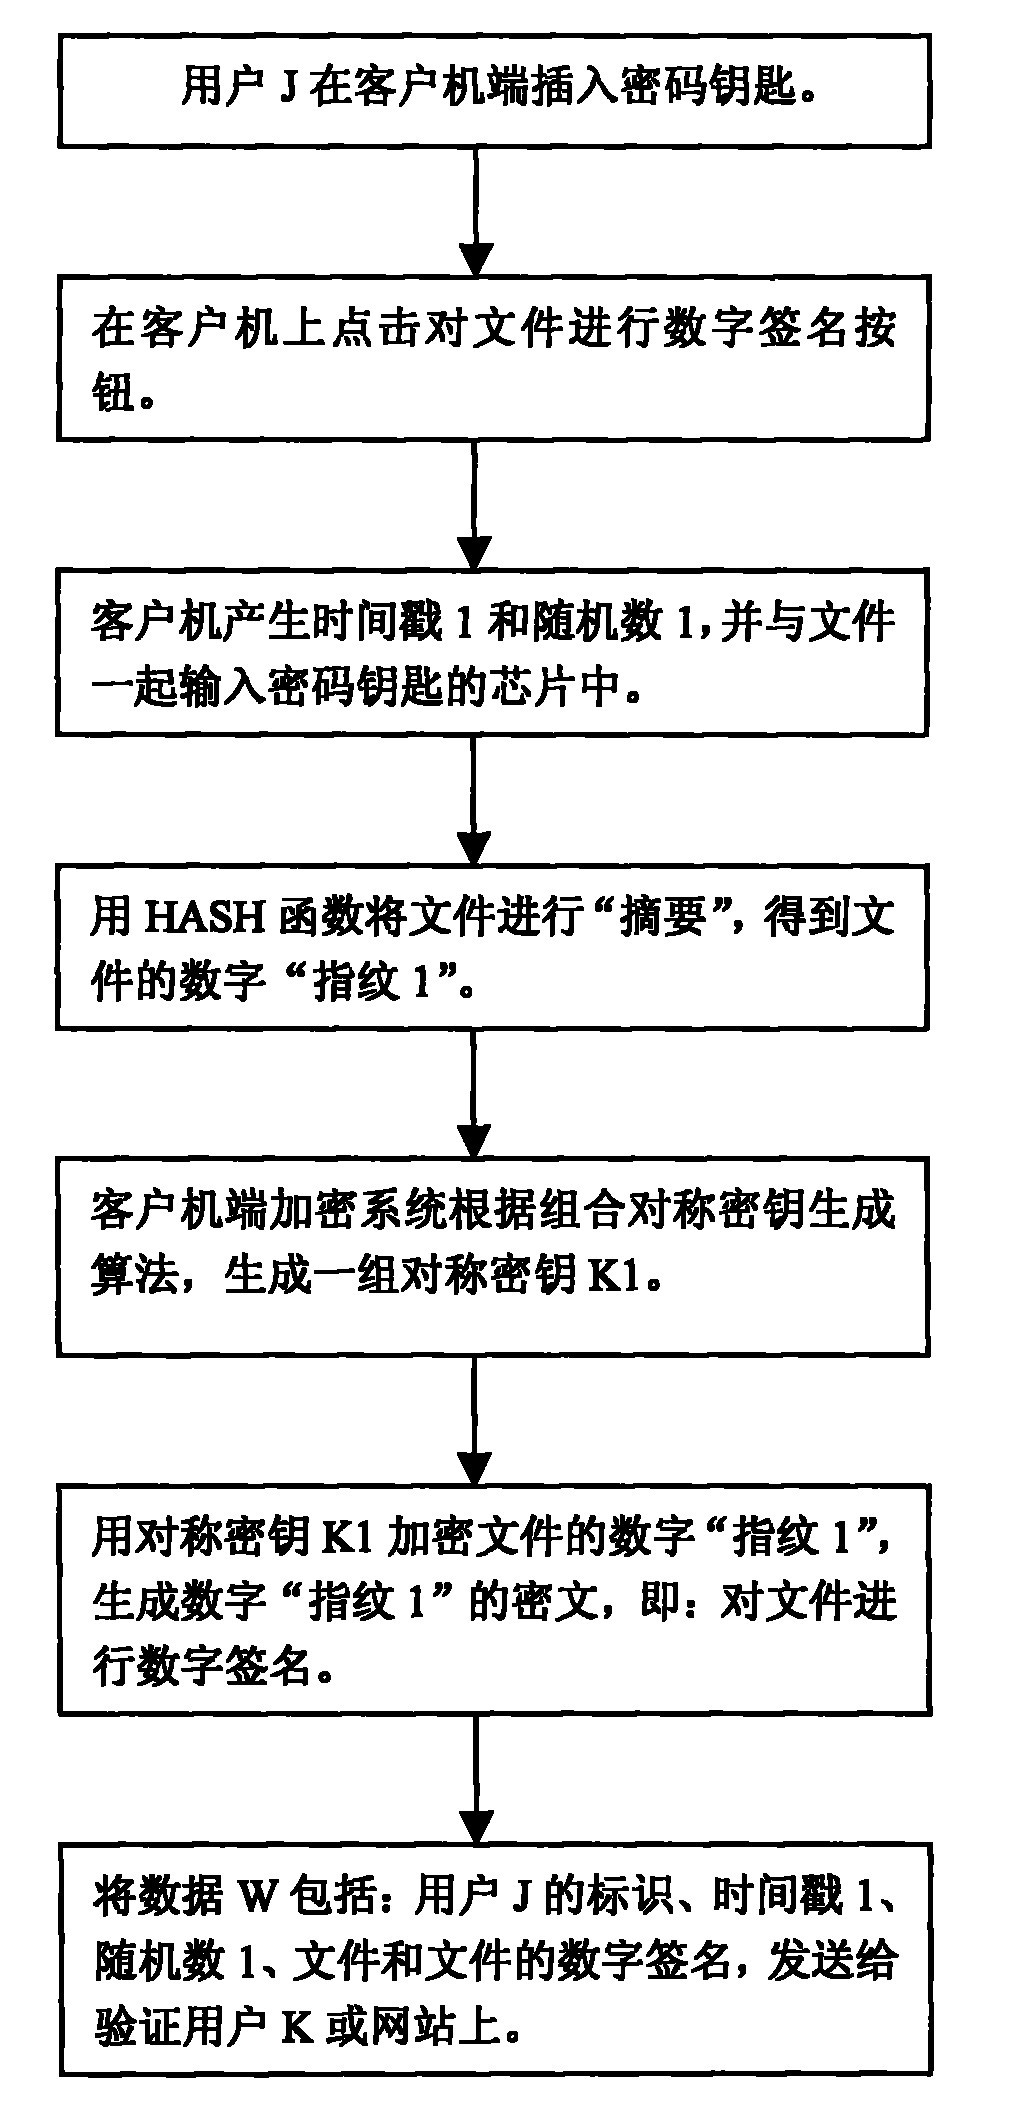 用户 J 在客户机端插入密码钥匙。
在客户机上点击对文件进行数字签名按
钮。
客户机产生时间戳 1 和随机数 1，并与文件
一起输入密码钥匙的芯片中。
用 HASH 函数将文件进行“摘要”，得到文
件的数字“指纹 1”。
客户机端加密系统根据组合对称密钥生成
算法，生成一组对称密钥 K1。
用对称密钥 K1 加密文件的数字“指纹 1”，
生成数字“指纹 1”的密文，即：对文件进
行数字签名。
将数据 W 包括：用户 J 的标识、时间戳 1、
随机数 1、文件和文件的数字签名，发送给
验证用户 K 或网站上。